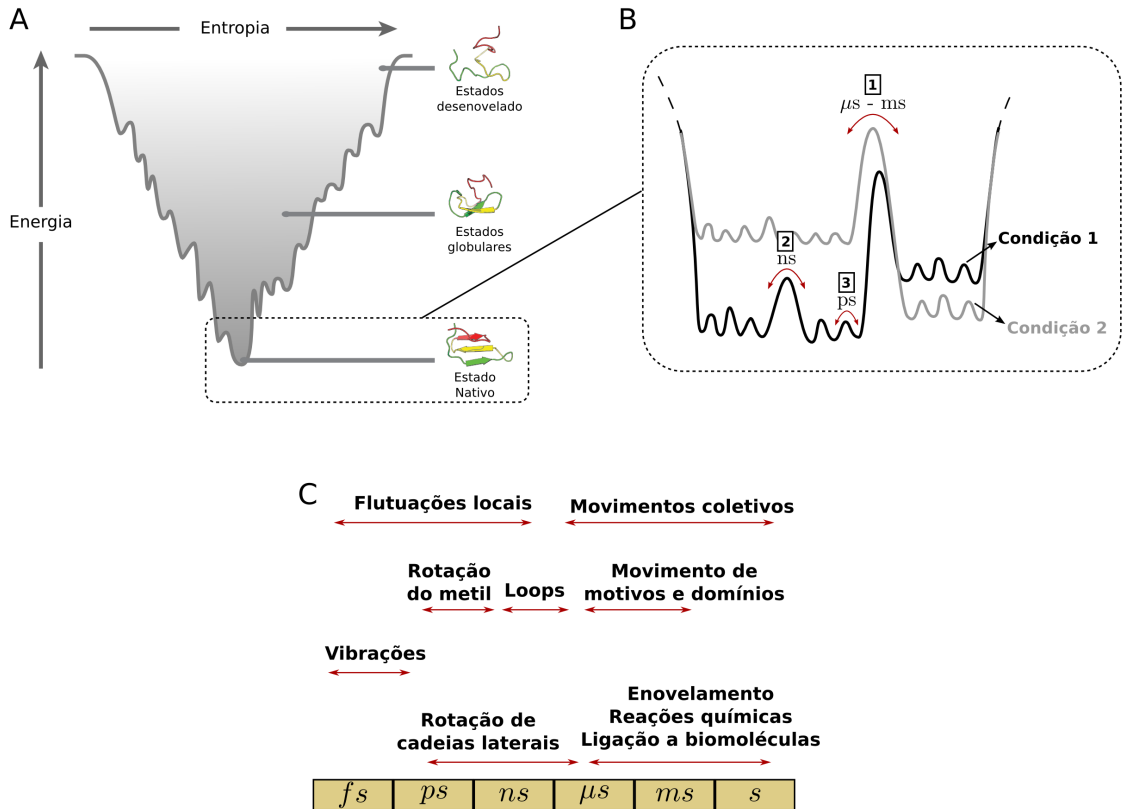 A
Entropia
Energia
Estados
desenovelado
Estados
globulares
Estado
Nativo
B
1
μs - ms
2
ns
3
ps
Condição 1
Condição 2
C
Flutuações locais
Movimentos coletivos
Rotação
do metil
Loops
Movimento de
motivos e domínios
Vibrações
Rotação de
cadeias laterais
Enovelamento
Reações químicas
Ligação a biomoléculas
fs ps ns μs ms s